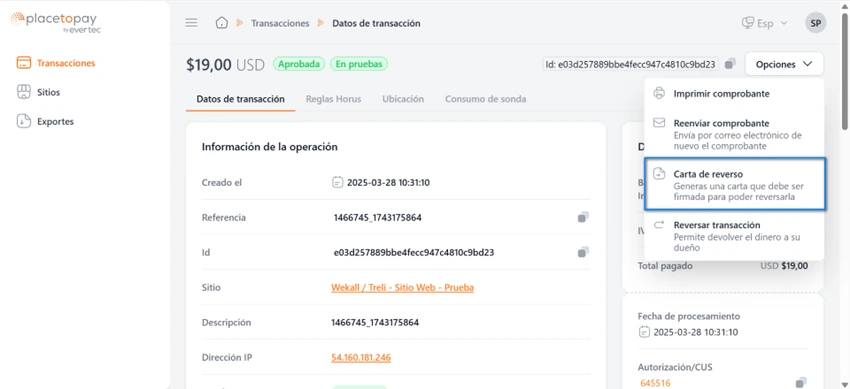 placetopay
by evertec
Transacciones
Datos de transacción
Esp
SP
Transacciones
Sitios
Exportes
$19,00 USD
Aprobada
En pruebas
Id: e03d257889bbe4fecc947c4810c9bd23
Opciones
Datos de transacción
Reglas Horus
Ubicación
Consumo de sonda
Imprimir comprobante
Reenviar comprobante
Envía por correo electrónico de
nuevo el comprobante
Carta de reverso
Generas una carta que debe ser
firmada para poder reversarla
Reversar transacción
Permite devolver el dinero a su
dueño
Información de la operación
Creado el
2025-03-28 10:31:10
Referencia
1466745_1743175864
Id
e03d257889bbe4fecc947c4810c9bd23
Sitio
Wekall / Treli - Sitio Web - Prueba
Descripción
1466745_1743175864
Dirección IP
54.160.181.246
Total pagado
USD $19,00
Fecha de procesamiento
2025-03-28 10:31:10
Autorización/CUS
645516